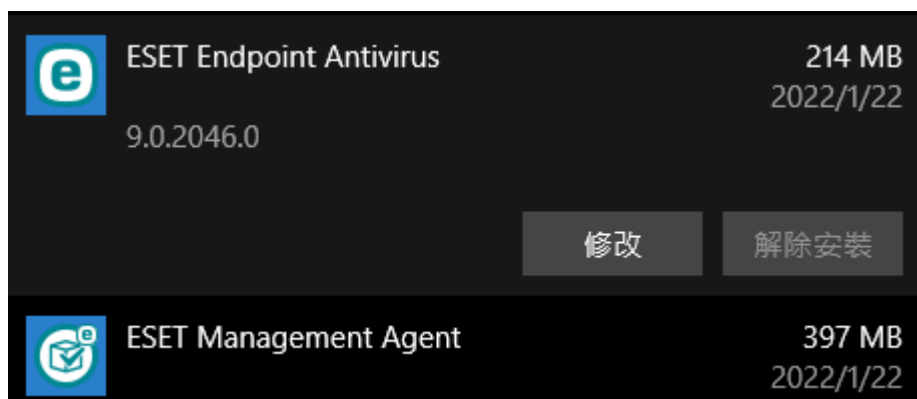 ESET Endpoint Antivirus
214 MB
2022/1/22
9.0.2046.0
修改
解除安裝
ESET Management Agent
397 MB
2022/1/22